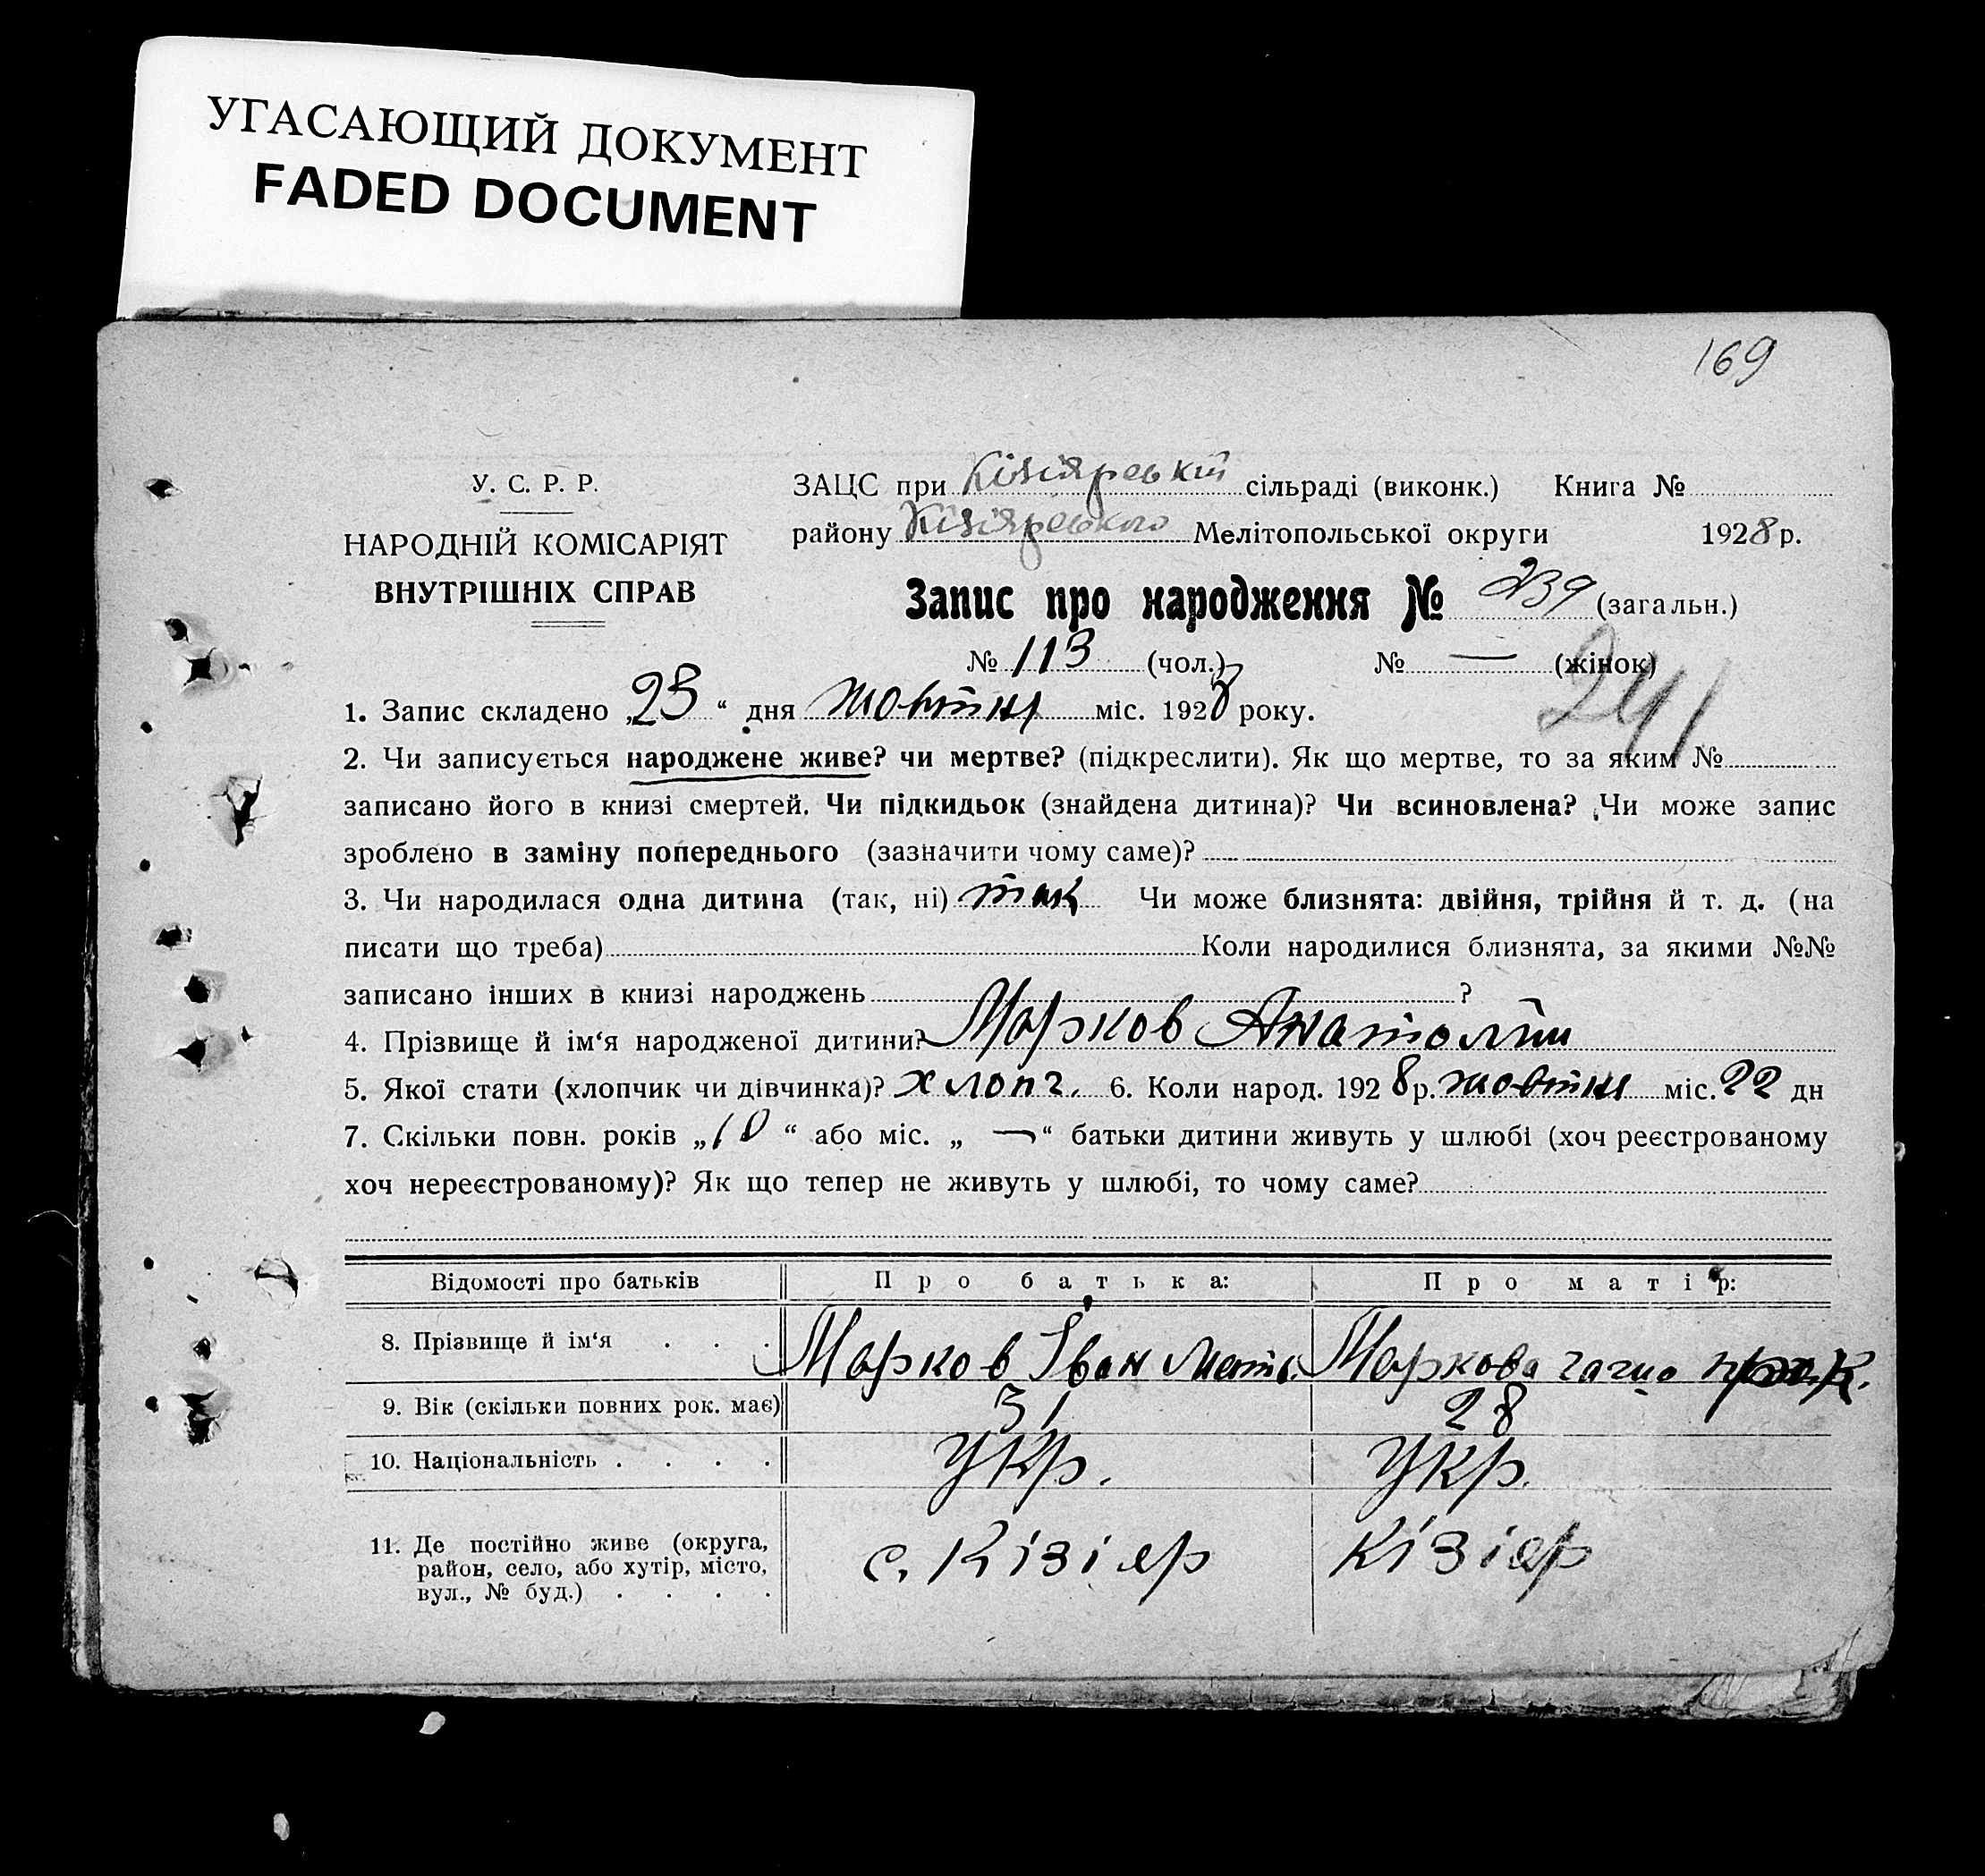 УГАСАЮЩИЙ ДОКУМЕНТ
FADED DOCUMENT
169
У. С. Р. Р.
НАРОДНІЙ КОМІСАРІЯТ
ВНУТРІШНІХ СПРАВ
ЗАЦС при Кізіярській сільраді (виконк.) Книга №
району Кізіярського Мелітопольської округи 1928 р.
Запис про народження № 239 (загальн.)
№ 113 (чол.) № — (жінок)
241
1. Запис складено „23“ дня жовтня міс. 1928 року.
2. Чи записується народжене живе? чи мертве? (підкреслити). Як що мертве, то за яким №
записано його в книзі смертей. Чи підкидьок (знайдена дитина)? Чи всиновлена? Чи може запис
зроблено в заміну попереднього (зазначити чому саме)?
3. Чи народилася одна дитина (так, ні) так Чи може близнята: двійня, трійня й т. д. (на
писати що треба) Коли народилися близнята, за якими №№
записано інших в книзі народжень ?
4. Прізвище й ім‘я народженої дитини? Марков Анатолій
5. Якої стати (хлопчик чи дівчинка)? хлопч. 6. Коли народ. 1928 р. жовтня міс. 22 дн
7. Скільки повн. років „10“ або міс. „—“ батьки дитини живуть у шлюбі (хоч реєстрованому
хоч нереєстрованому)? Як що тепер не живуть у шлюбі, то чому саме?
Відомості про батьків Про батька: Про матір:
8. Прізвище й ім‘я . . . Марков Іван Матв. Маркова
9. Вік (скільки повних рок. має) 31 28
10. Національність . . . . Укр. Укр.
11. Де постійно живе (округа,
район, село, або хутір, місто,
вул., № буд.) . . . . с. Кізіяр Кізіяр